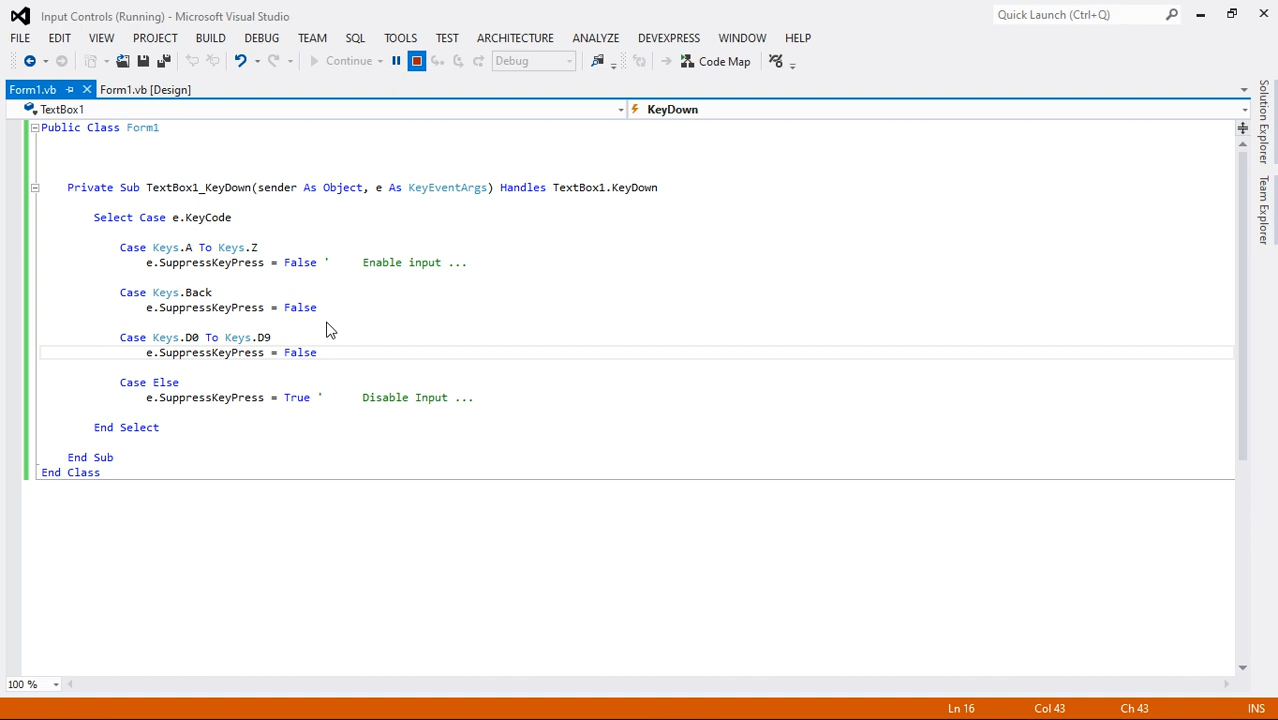 Input Controls (Running) - Microsoft Visual Studio
Quick Launch (Ctrl+Q)
FILE EDIT VIEW PROJECT BUILD DEBUG TEAM SQL TOOLS TEST ARCHITECTURE ANALYZE DEVEXPRESS WINDOW HELP
Continue Debug Code Map
Form1.vb Form1.vb [Design]
TextBox1 KeyDown
Public Class Form1
Private Sub TextBox1_KeyDown(sender As Object, e As KeyEventArgs) Handles TextBox1.KeyDown
Select Case e.KeyCode
Case Keys.A To Keys.Z
e.SuppressKeyPress = False ' Enable input ...
Case Keys.Back
e.SuppressKeyPress = False
Case Keys.D0 To Keys.D9
e.SuppressKeyPress = False
Case Else
e.SuppressKeyPress = True ' Disable Input ...
End Select
End Sub
End Class
Solution Explorer
Team Explorer
100 %
Ln 16 Col 43 Ch 43 INS